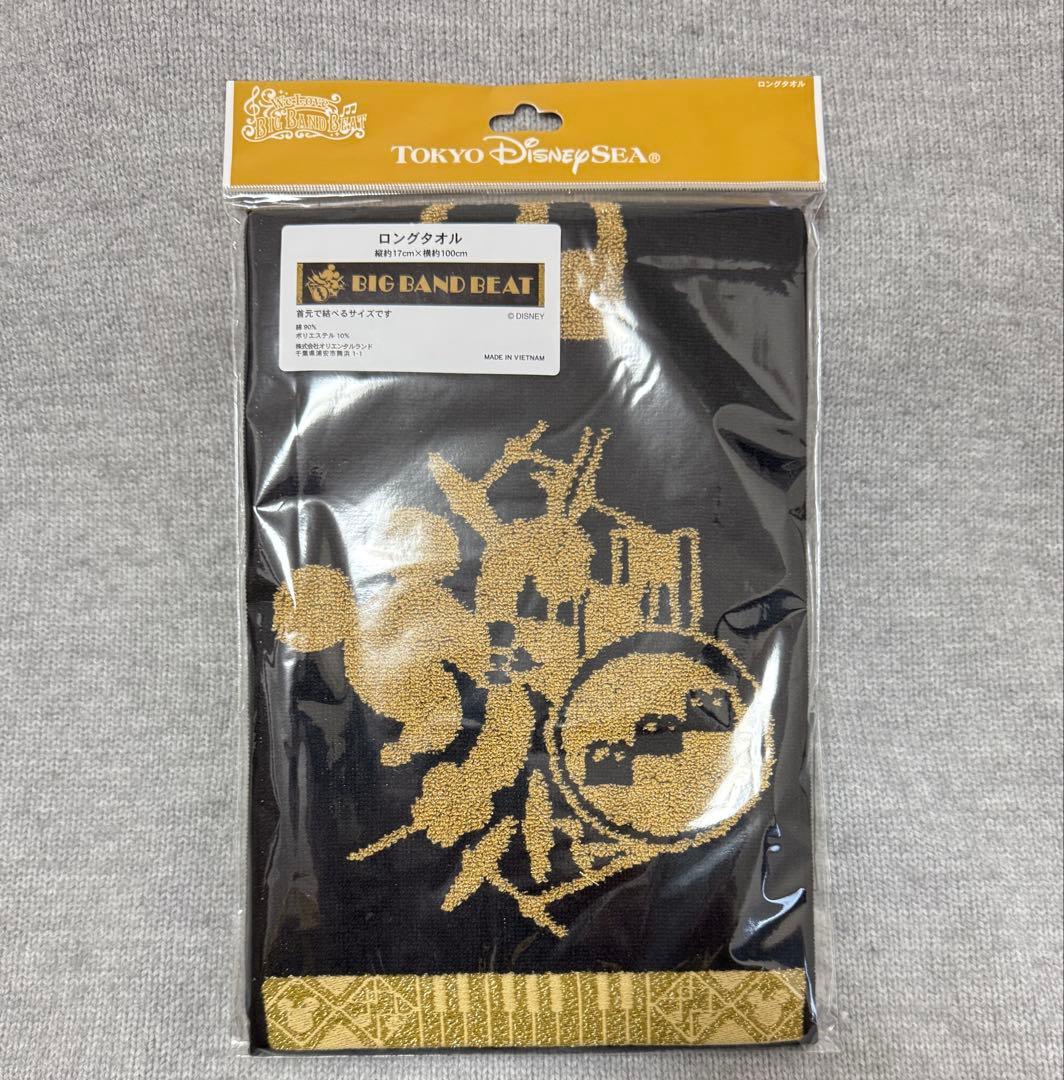 We Love
BIG BAND BEAT
ロングタオル
TOKYO DISNEYSEA®
ロングタオル
縦約17cm×横約100cm
BIG BAND BEAT
首元で結べるサイズです
© DISNEY
綿 90%
ポリエステル 10%
株式会社オリエンタルランド
千葉県浦安市舞浜 1-1
MADE IN VIETNAM
BBB